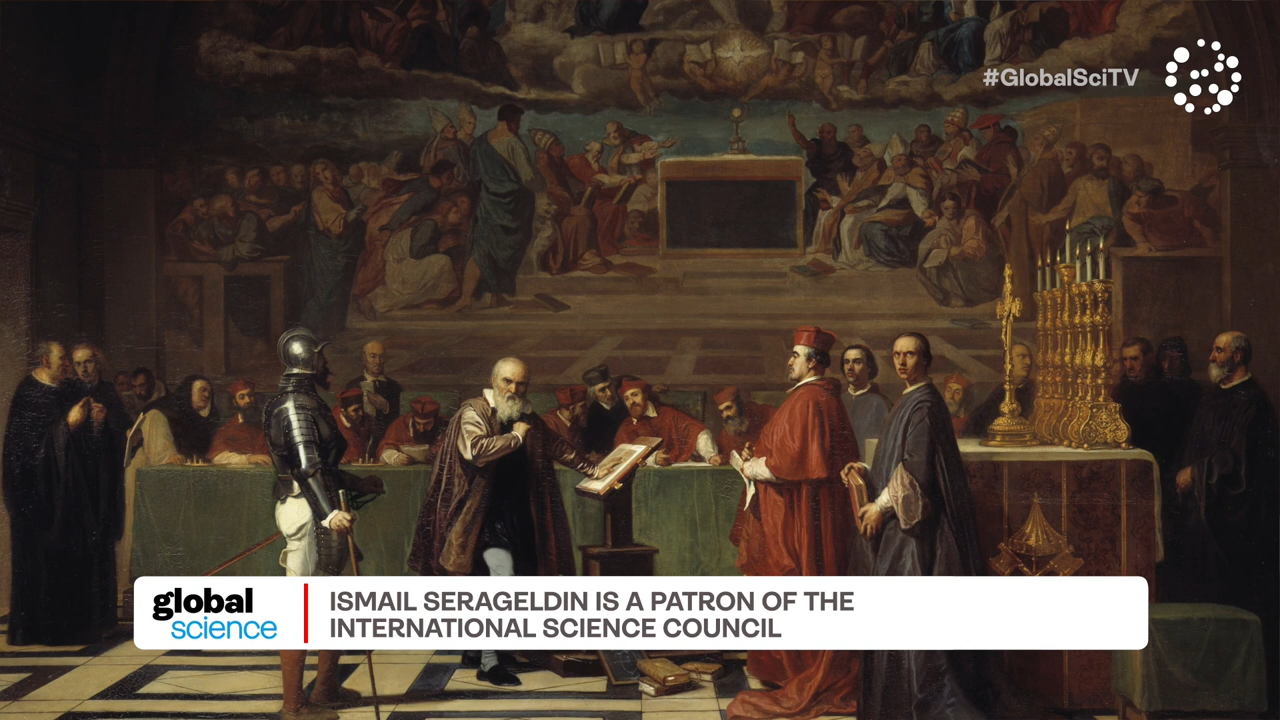 #GlobalSciTV
global
science
ISMAIL SERAGELDIN IS A PATRON OF THE
INTERNATIONAL SCIENCE COUNCIL